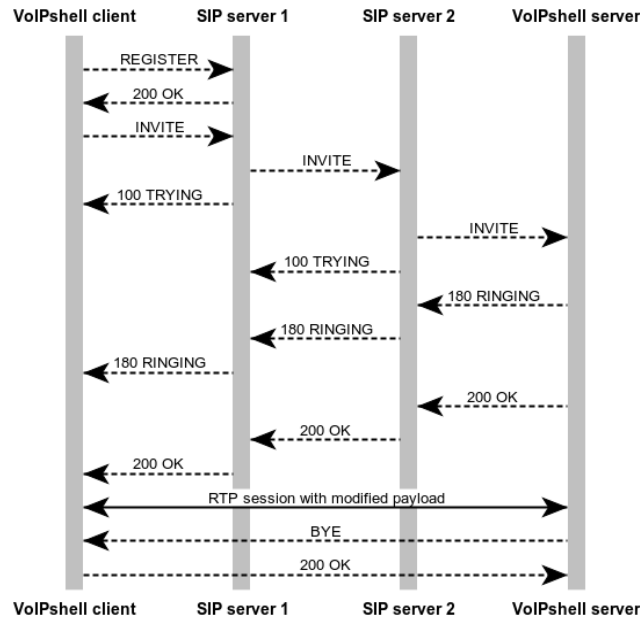 VoIPshell client SIP server 1 SIP server 2 VoIPshell server
REGISTER
200 OK
INVITE
INVITE
100 TRYING
INVITE
100 TRYING
180 RINGING
180 RINGING
180 RINGING
200 OK
200 OK
200 OK
RTP session with modified payload
BYE
200 OK
VoIPshell client SIP server 1 SIP server 2 VoIPshell server